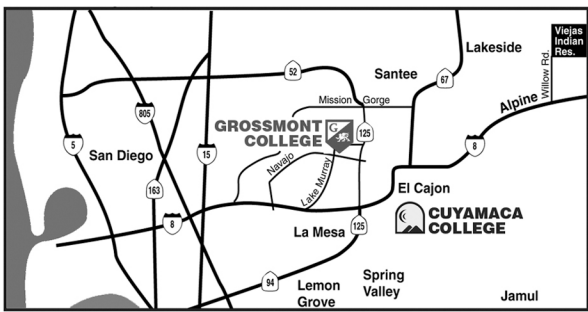 Viejas
Indian
Res.
Willow Rd.
Lakeside
52
Santee
67
Alpine
Mission Gorge
805
GROSSMONT
COLLEGE
G
125
5
San Diego
15
Navajo
Lake Murray
8
163
El Cajon
CUYAMACA
COLLEGE
8
La Mesa
125
94
Lemon
Grove
Spring
Valley
Jamul